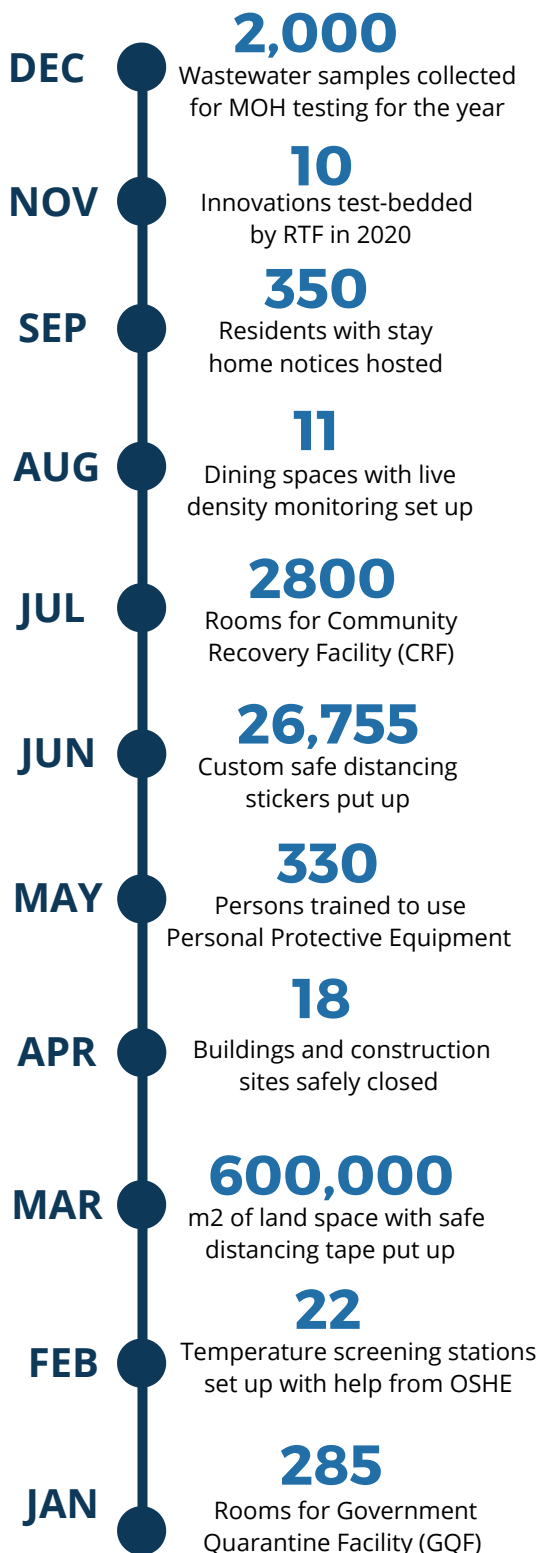 DEC
2,000
Wastewater samples collected
for MOH testing for the year
NOV
10
Innovations test-bedded
by RTF in 2020
SEP
350
Residents with stay
home notices hosted
AUG
11
Dining spaces with live
density monitoring set up
JUL
2800
Rooms for Community
Recovery Facility (CRF)
JUN
26,755
Custom safe distancing
stickers put up
MAY
330
Persons trained to use
Personal Protective Equipment
APR
18
Buildings and construction
sites safely closed
MAR
600,000
m2 of land space with safe
distancing tape put up
FEB
22
Temperature screening stations
set up with help from OSHE
JAN
285
Rooms for Government
Quarantine Facility (GQF)